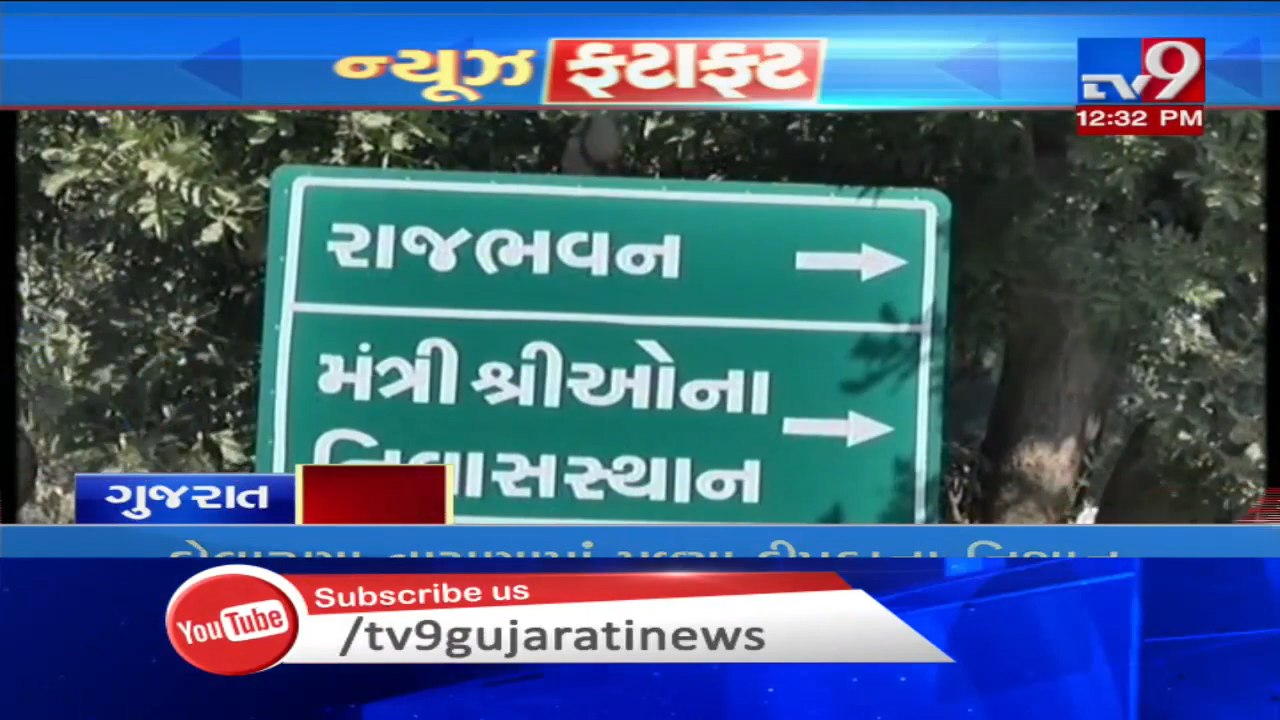 ન્યૂઝ ફટાફટ
TV9
12:32 PM
રાજભવન
મંત્રીશ્રીઓના
નિવાસસ્થાન
ગુજરાત
Subscribe us
YouTube
/tv9gujaratinews